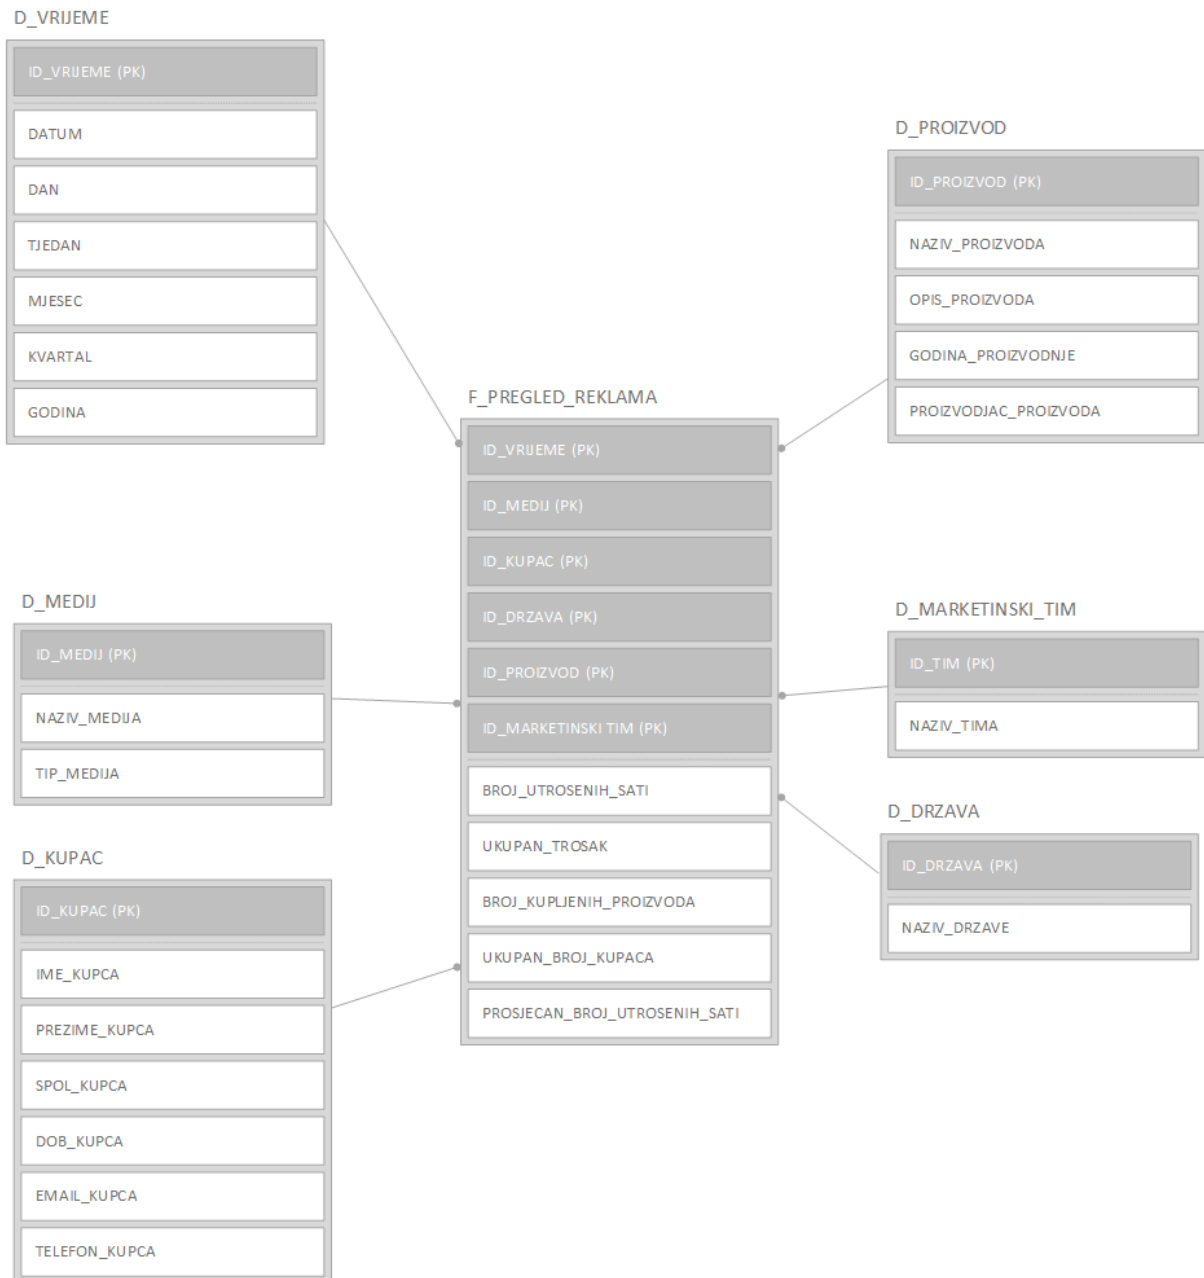 D_VRIJEME
ID_VRIJEME (PK)
DATUM
DAN
TJEDAN
MJESEC
KVARTAL
GODINA
D_PROIZVOD
ID_PROIZVOD (PK)
NAZIV_PROIZVODA
OPIS_PROIZVODA
GODINA_PROIZVODNJE
PROIZVODJAC_PROIZVODA
F_PREGLED_REKLAMA
ID_VRIJEME (PK)
ID_MEDIJ (PK)
ID_KUPAC (PK)
ID_DRZAVA (PK)
ID_PROIZVOD (PK)
ID_MARKETINSKI TIM (PK)
BROJ_UTROSENIH_SATI
UKUPAN_TROSAK
BROJ_KUPLJENIH_PROIZVODA
UKUPAN_BROJ_KUPACA
PROSJECAN_BROJ_UTROSENIH_SATI
D_MEDIJ
ID_MEDIJ (PK)
NAZIV_MEDIJA
TIP_MEDIJA
D_MARKETINSKI_TIM
ID_TIM (PK)
NAZIV_TIMA
D_DRZAVA
ID_DRZAVA (PK)
NAZIV_DRZAVE
D_KUPAC
ID_KUPAC (PK)
IME_KUPCA
PREZIME_KUPCA
SPOL_KUPCA
DOB_KUPCA
EMAIL_KUPCA
TELEFON_KUPCA